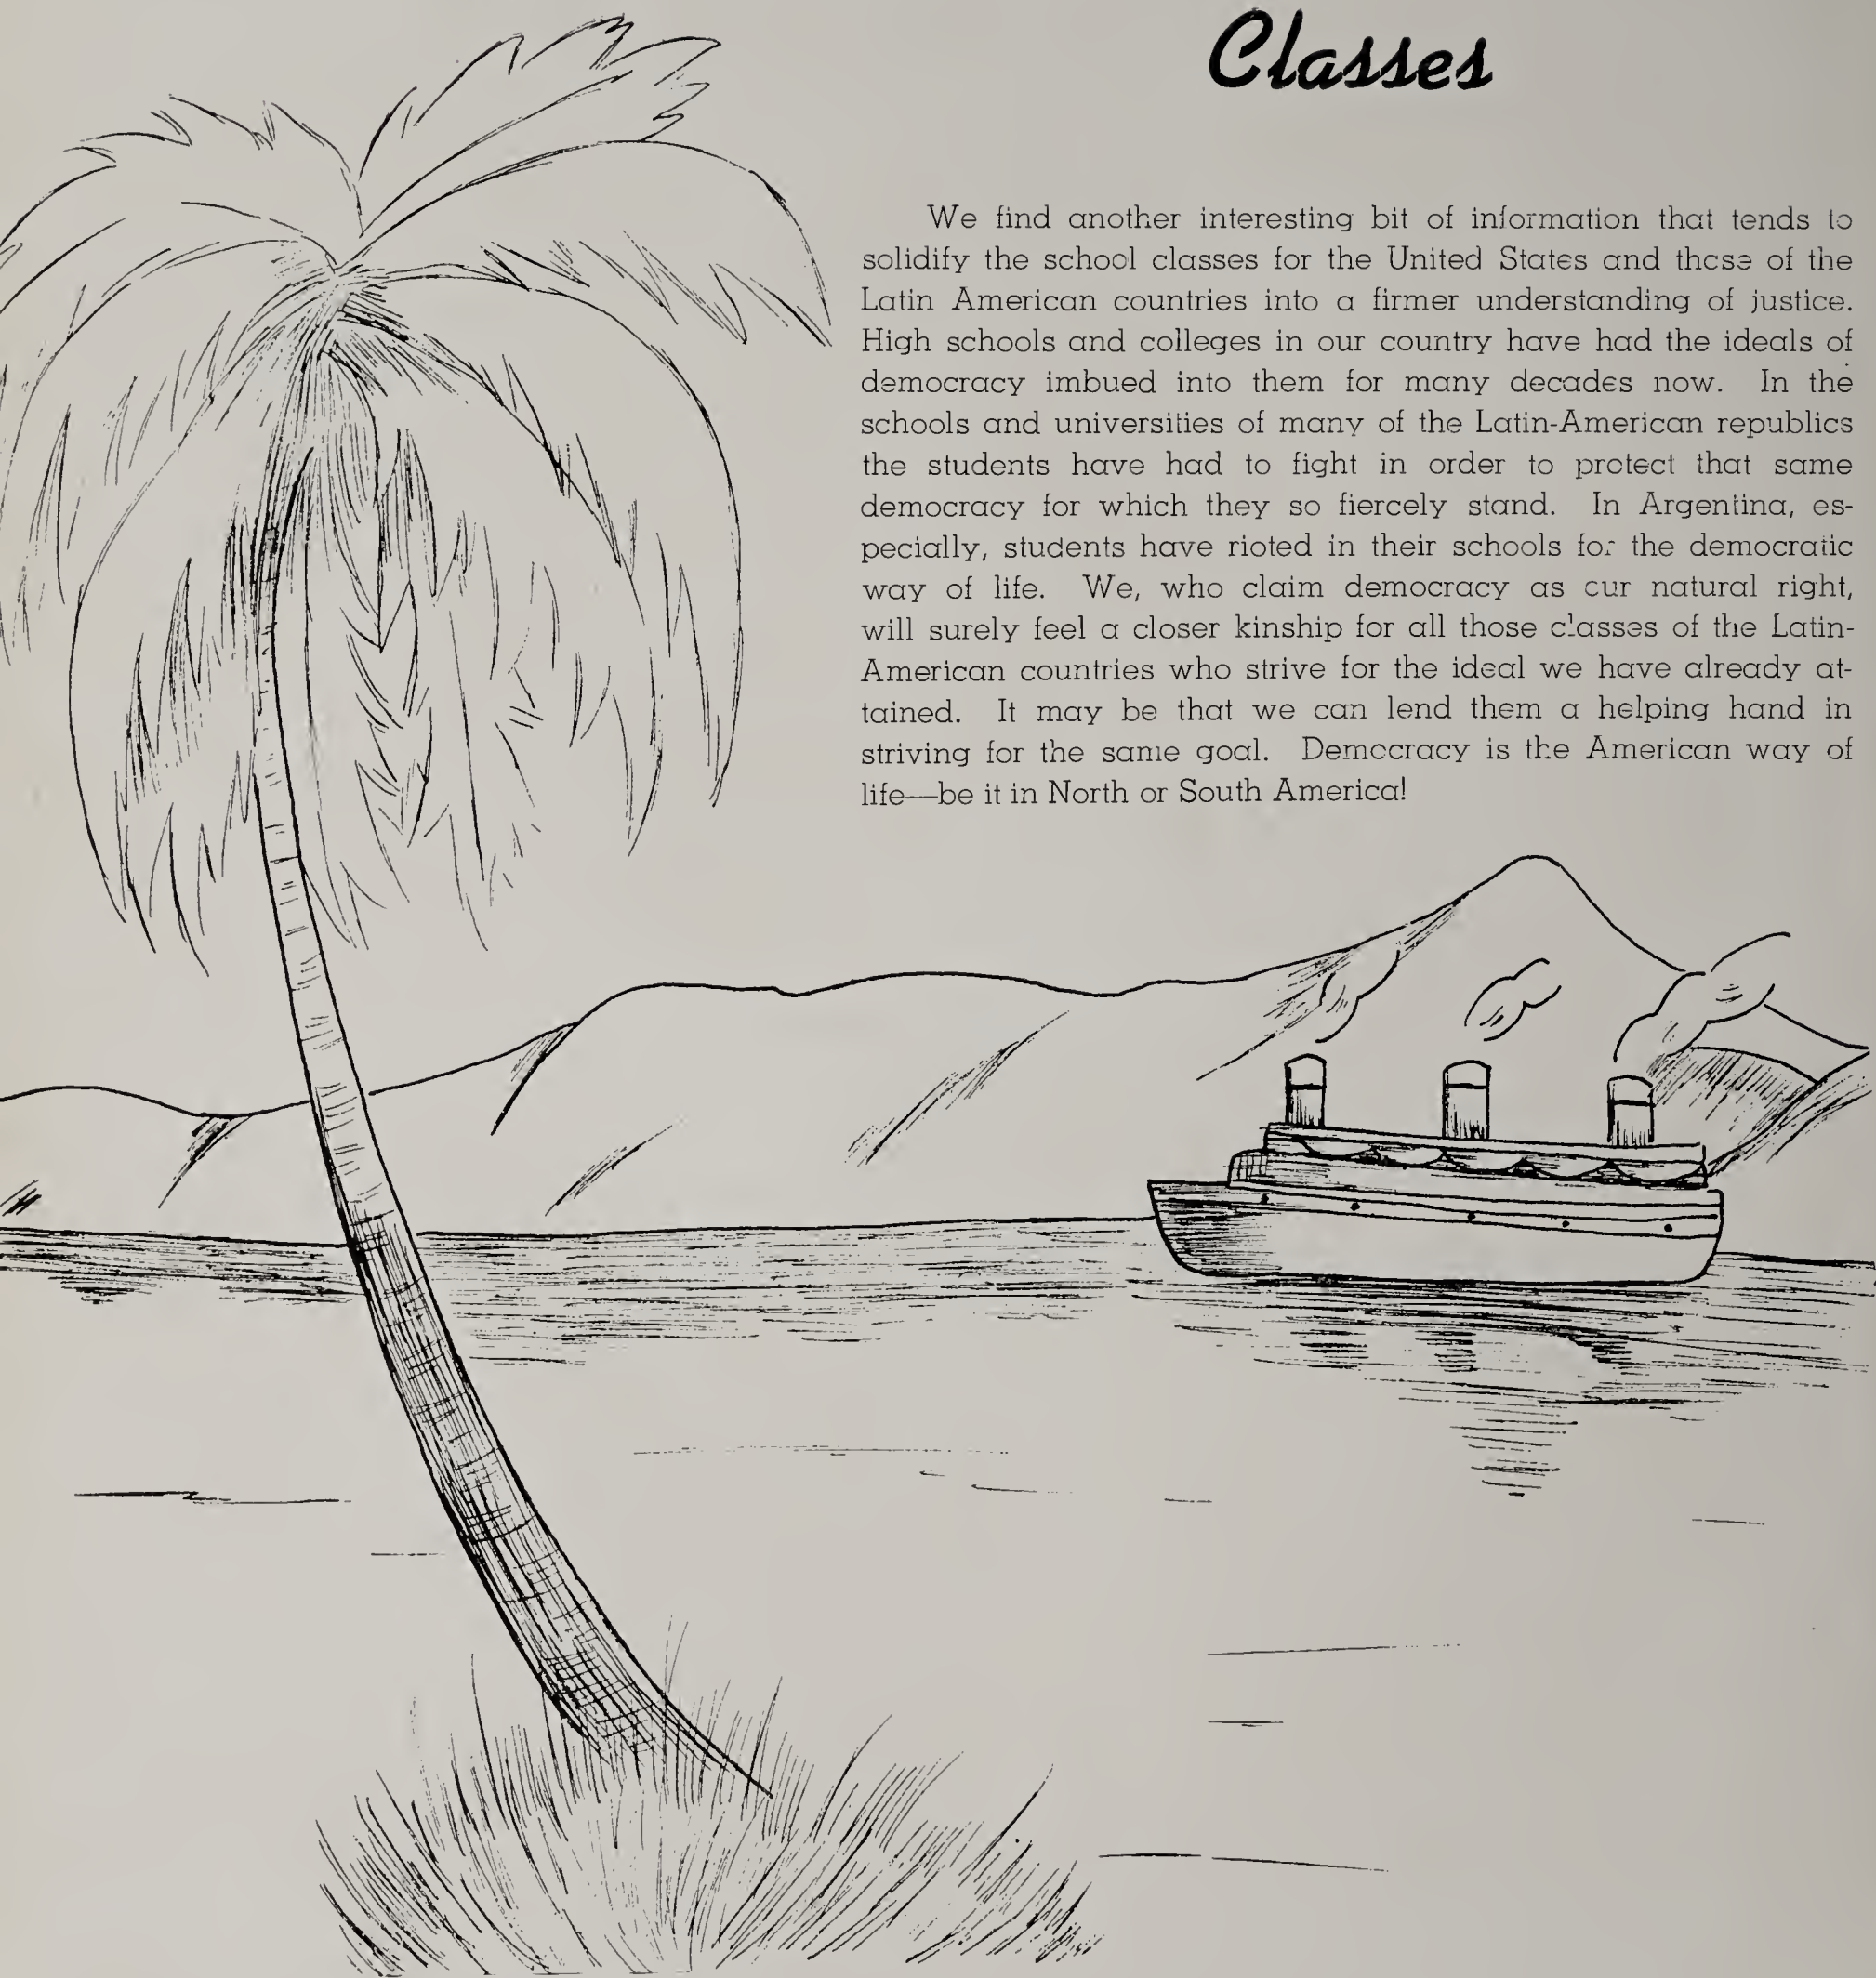 Classes
We find another interesting bit of information that tends to
solidify the school classes for the United States and those of the
Latin American countries into a firmer understanding of justice.
High schools and colleges in our country have had the ideals of
democracy imbued into them for many decades now. In the
schools and universities of many of the Latin-American republics
the students have had to fight in order to protect that same
democracy for which they so fiercely stand. In Argentina, es-
pecially, students have rioted in their schools for the democratic
way of life. We, who claim democracy as our natural right,
will surely feel a closer kinship for all those classes of the Latin-
American countries who strive for the ideal we have already at-
tained. It may be that we can lend them a helping hand in
striving for the same goal. Democracy is the American way of
life—be it in North or South America!